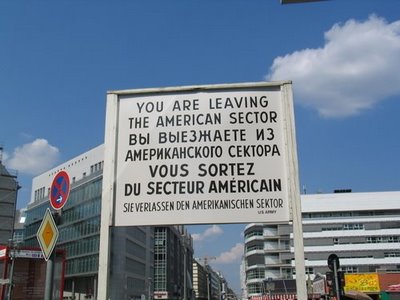 YOU ARE LEAVING
THE AMERICAN SECTOR
ВЫ ВЫЕЗЖАЕТЕ ИЗ
АМЕРИКАНСКОГО СЕКТОРА
VOUS SORTEZ
DU SECTEUR AMÉRICAIN
SIE VERLASSEN DEN AMERIKANISCHEN SEKTOR
US ARMY